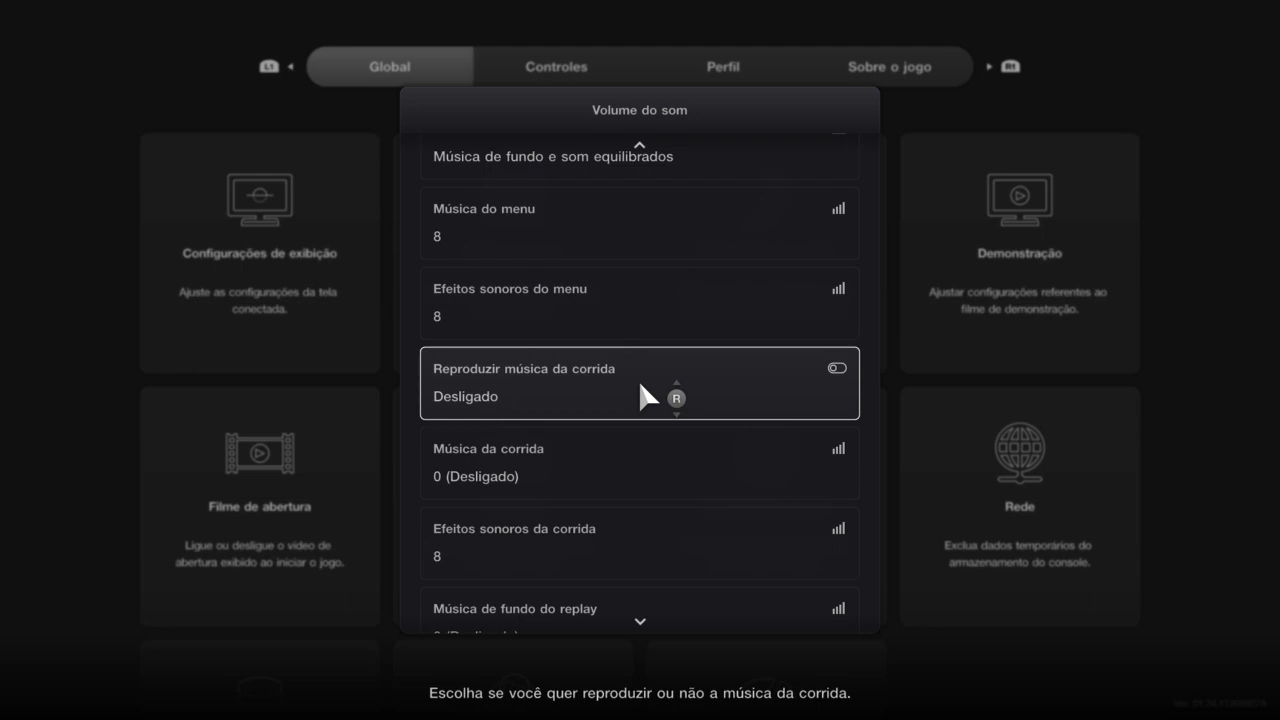 L1
Global
Controles
Perfil
Sobre o jogo
R1
Volume do som
Música de fundo e som equilibrados
Música do menu
8
Efeitos sonoros do menu
8
Reproduzir música da corrida
Desligado
R
Música da corrida
0 (Desligado)
Efeitos sonoros da corrida
8
Música de fundo do replay
Configurações de exibição
Ajuste as configurações da tela
conectada.
Demonstração
Ajustar configurações referentes ao
filme de demonstração.
Filme de abertura
Ligue ou desligue o vídeo de
abertura exibido ao iniciar o jogo.
Rede
Exclua dados temporários do
armazenamento do console.
Escolha se você quer reproduzir ou não a música da corrida.